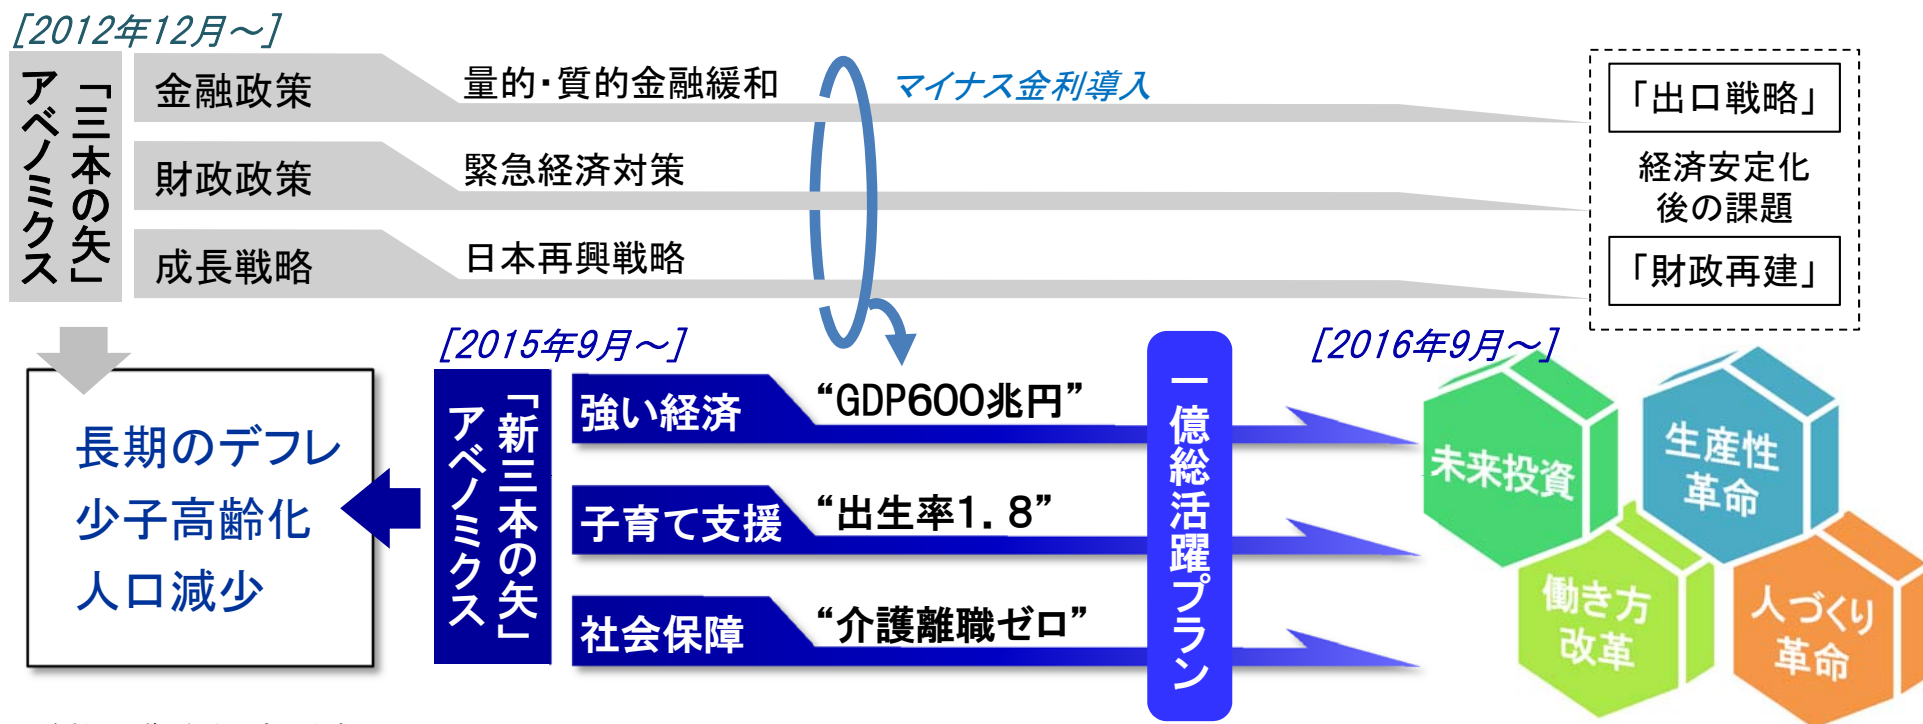 [2012年12月～]
アベノミクス
「三本の矢」
金融政策
量的・質的金融緩和
マイナス金利導入
財政政策
緊急経済対策
成長戦略
日本再興戦略
「出口戦略」
経済安定化
後の課題
「財政再建」
長期のデフレ
少子高齢化
人口減少
[2015年9月～]
アベノミクス
「新三本の矢」
強い経済
“GDP600兆円”
子育て支援
“出生率1.8”
社会保障
“介護離職ゼロ”
一億総活躍プラン
[2016年9月～]
未来投資
生産性
革命
働き方
改革
人づくり
革命